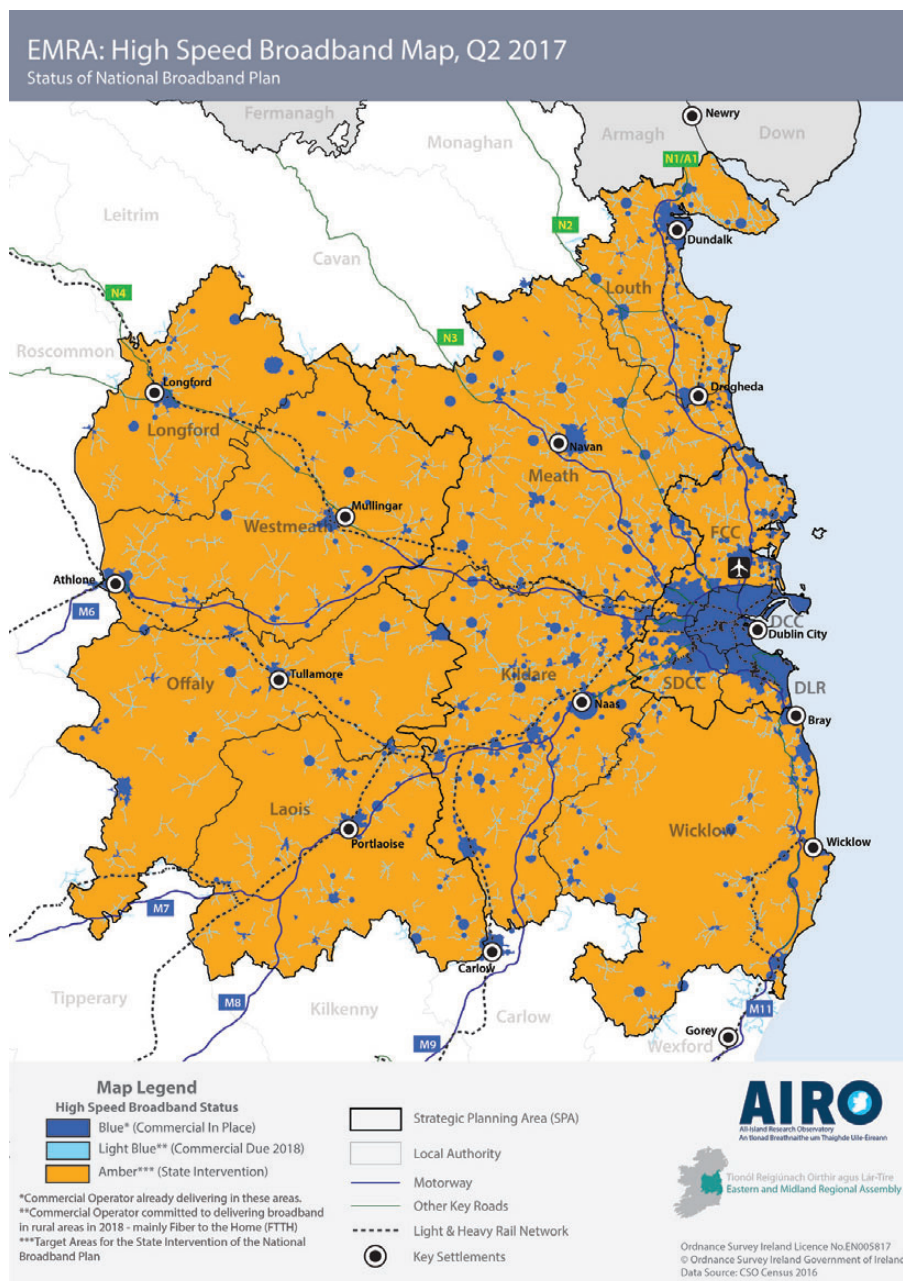 EMRA: High Speed Broadband Map, Q2 2017
Status of National Broadband Plan
Fermanagh
Armagh
Newry
Down
Monaghan
N1/A1
Leitrim
N2
Dundalk
Cavan
Louth
N4
N3
Roscommon
Longford
Drogheda
Longford
Navan
Meath
Mullingar
Westmeath
FCC
Athlone
M6
DCC
Dublin City
Tullamore
Offaly
Kildare
SDCC
DLR
Naas
Bray
Laois
Portlaoise
Wicklow
Wicklow
M7
Carlow
Tipperary
M8
Kilkenny
Carlow
M11
Gorey
Wexford
M9
Map Legend
High Speed Broadband Status
Blue* (Commercial In Place)
Light Blue** (Commercial Due 2018)
Amber*** (State Intervention)
*Commercial Operator already delivering in these areas.
**Commercial Operator committed to delivering broadband
in rural areas in 2018 - mainly Fiber to the Home (FTTH)
***Target Areas for the State Intervention of the National
Broadband Plan
Strategic Planning Area (SPA)
Local Authority
Motorway
Other Key Roads
Light & Heavy Rail Network
Key Settlements
AIRO
All-Island Research Observatory
An tIonad Breathnaithe um Thaighde Uile-Éireann
Tionól Réigiúnach Oirthir agus Lár-Tíre
Eastern and Midland Regional Assembly
Ordnance Survey Ireland Licence No.EN005817
© Ordnance Survey Ireland Government of Ireland
Data Source: CSO Census 2016